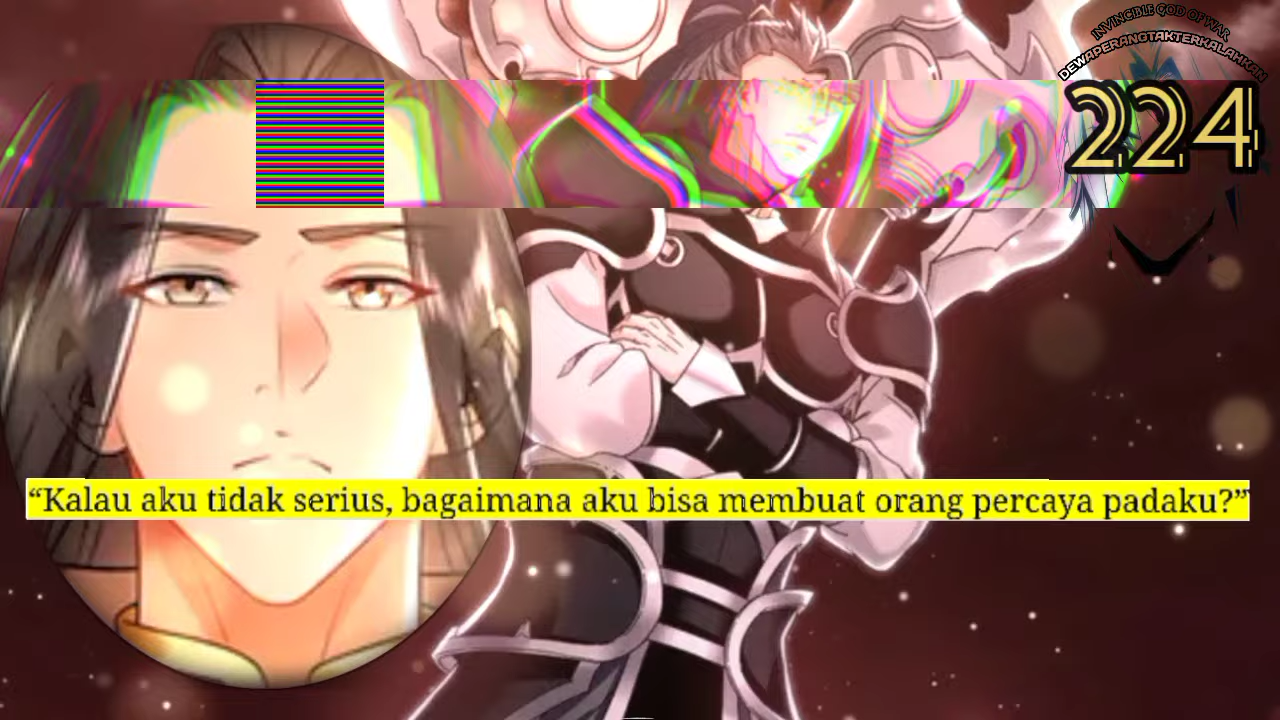 INVINCIBLE GOD OF WAR
DEWAPERANGTAKTERKALAHKAN
224
“Kalau aku tidak serius, bagaimana aku bisa membuat orang percaya padaku?”